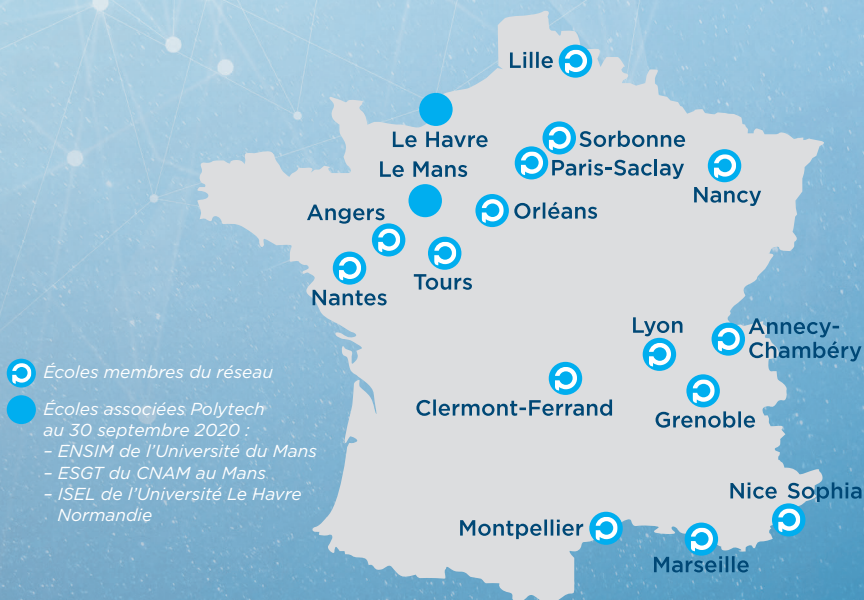 Lille
Le Havre
Sorbonne
Le Mans
Paris-Saclay
Nancy
Angers
Orléans
Tours
Nantes
Lyon
Annecy-
Chambéry
Écoles membres du réseau
Clermont-Ferrand
Grenoble
Écoles associées Polytech
au 30 septembre 2020 :
– ENSIM de l'Université du Mans
– ESGT du CNAM au Mans
– ISEL de l'Université Le Havre
Normandie
Nice Sophia
Montpellier
Marseille